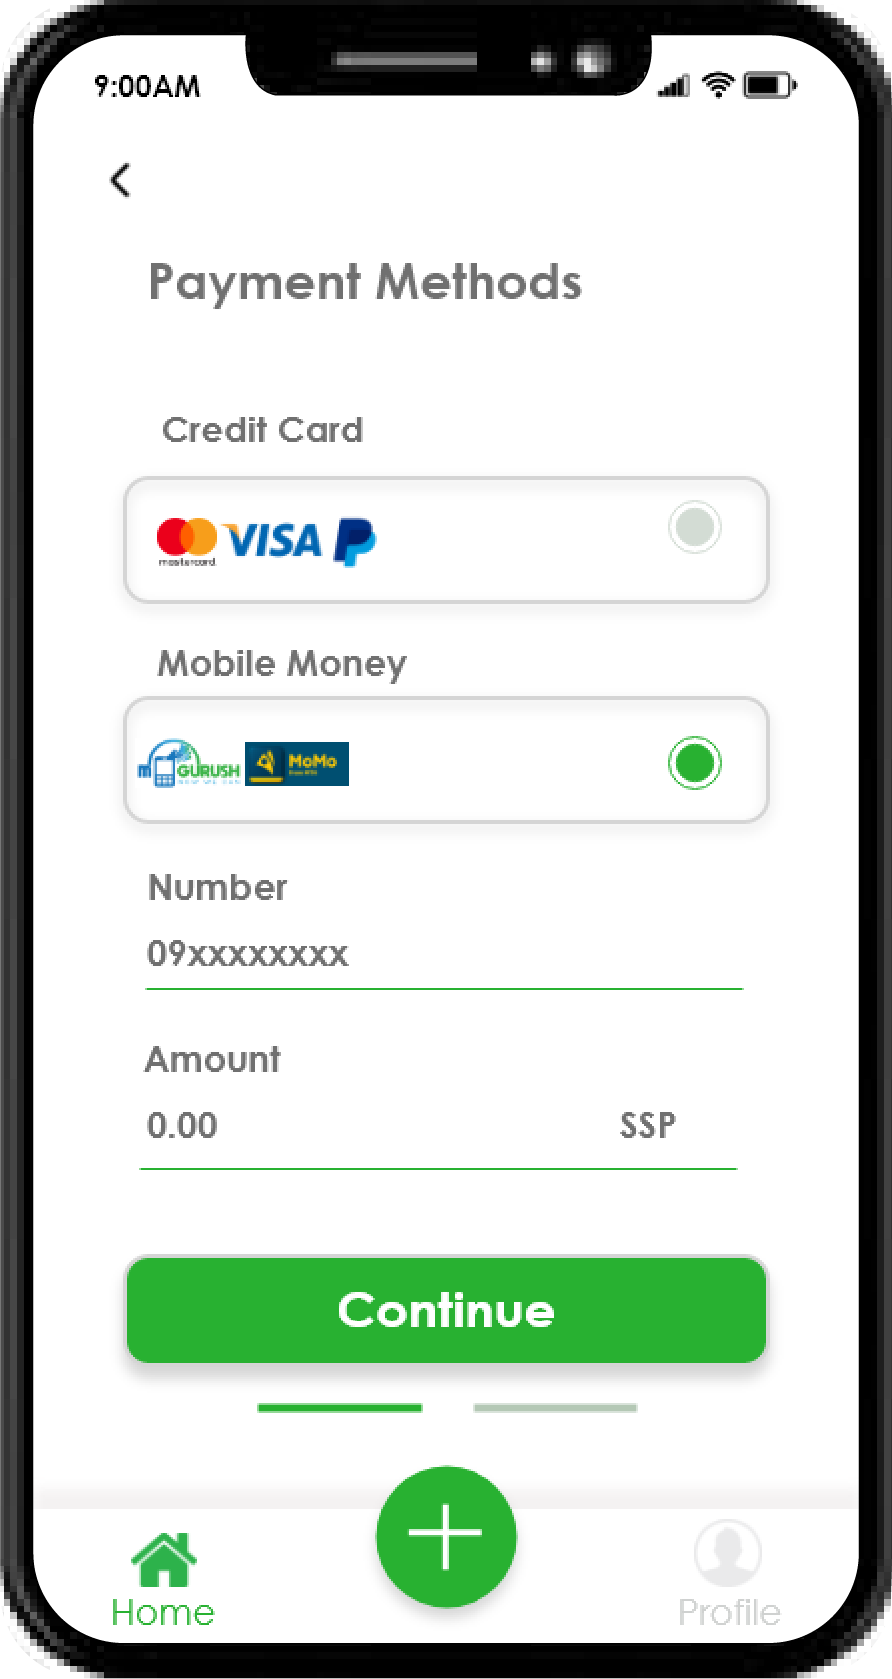 9:00AM
Payment Methods
Credit Card
mastercard VISA
Mobile Money
m GURUSH MoMo
Number
09xxxxxxxx
Amount
0.00 SSP
Continue
Home Profile